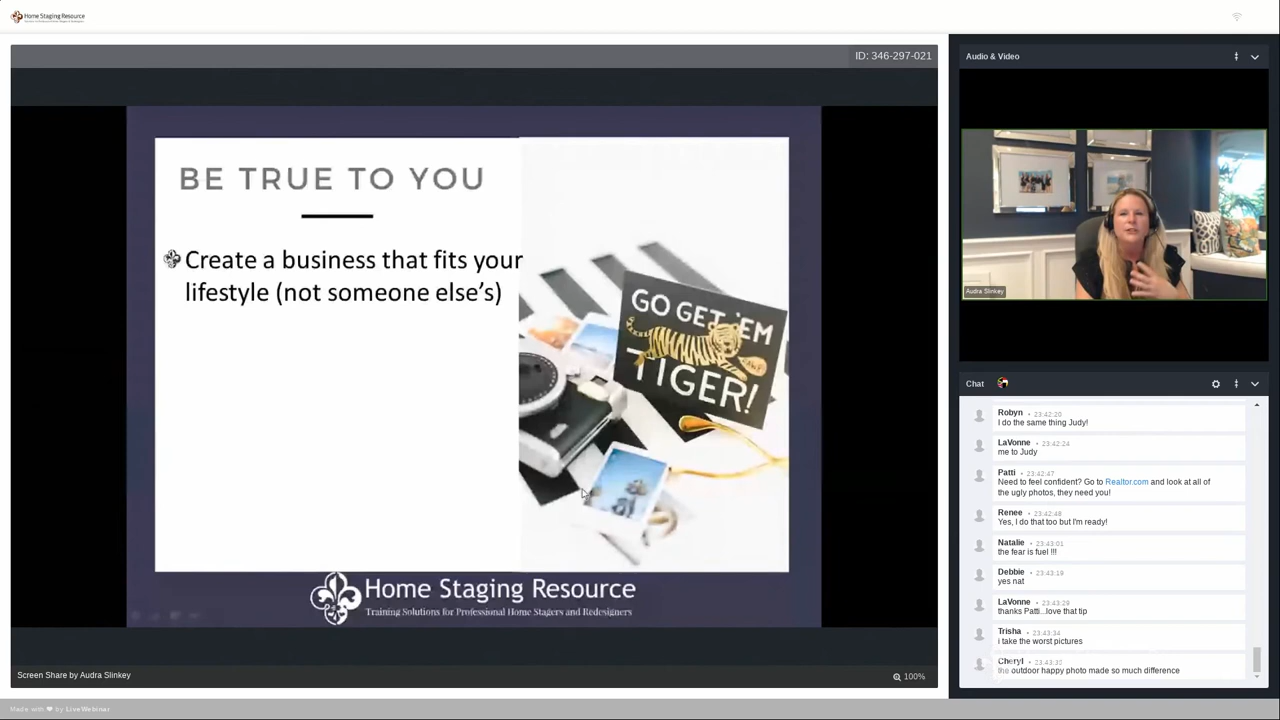 Home Staging Resource
ID: 346-297-021
BE TRUE TO YOU
Create a business that fits your
lifestyle (not someone else's)
GO GET 'EM
TIGER!
Home Staging Resource
Training Solutions for Professional Home Stagers and Redesigners
Screen Share by Audra Slinkey
100%
Made with ❤ by LiveWebinar
Audio & Video
Audra Slinkey
Chat
Robyn • 23:42:20
I do the same thing Judy!
LaVonne • 23:42:24
me to Judy
Patti • 23:42:47
Need to feel confident? Go to Realtor.com and look at all of
the ugly photos, they need you!
Renee • 23:42:48
Yes, I do that too but I'm ready!
Natalie • 23:43:01
the fear is fuel !!!
Debbie • 23:43:19
yes nat
LaVonne • 23:43:29
thanks Patti...love that tip
Trisha • 23:43:34
i take the worst pictures
Cheryl
the outdoor happy photo made so much difference